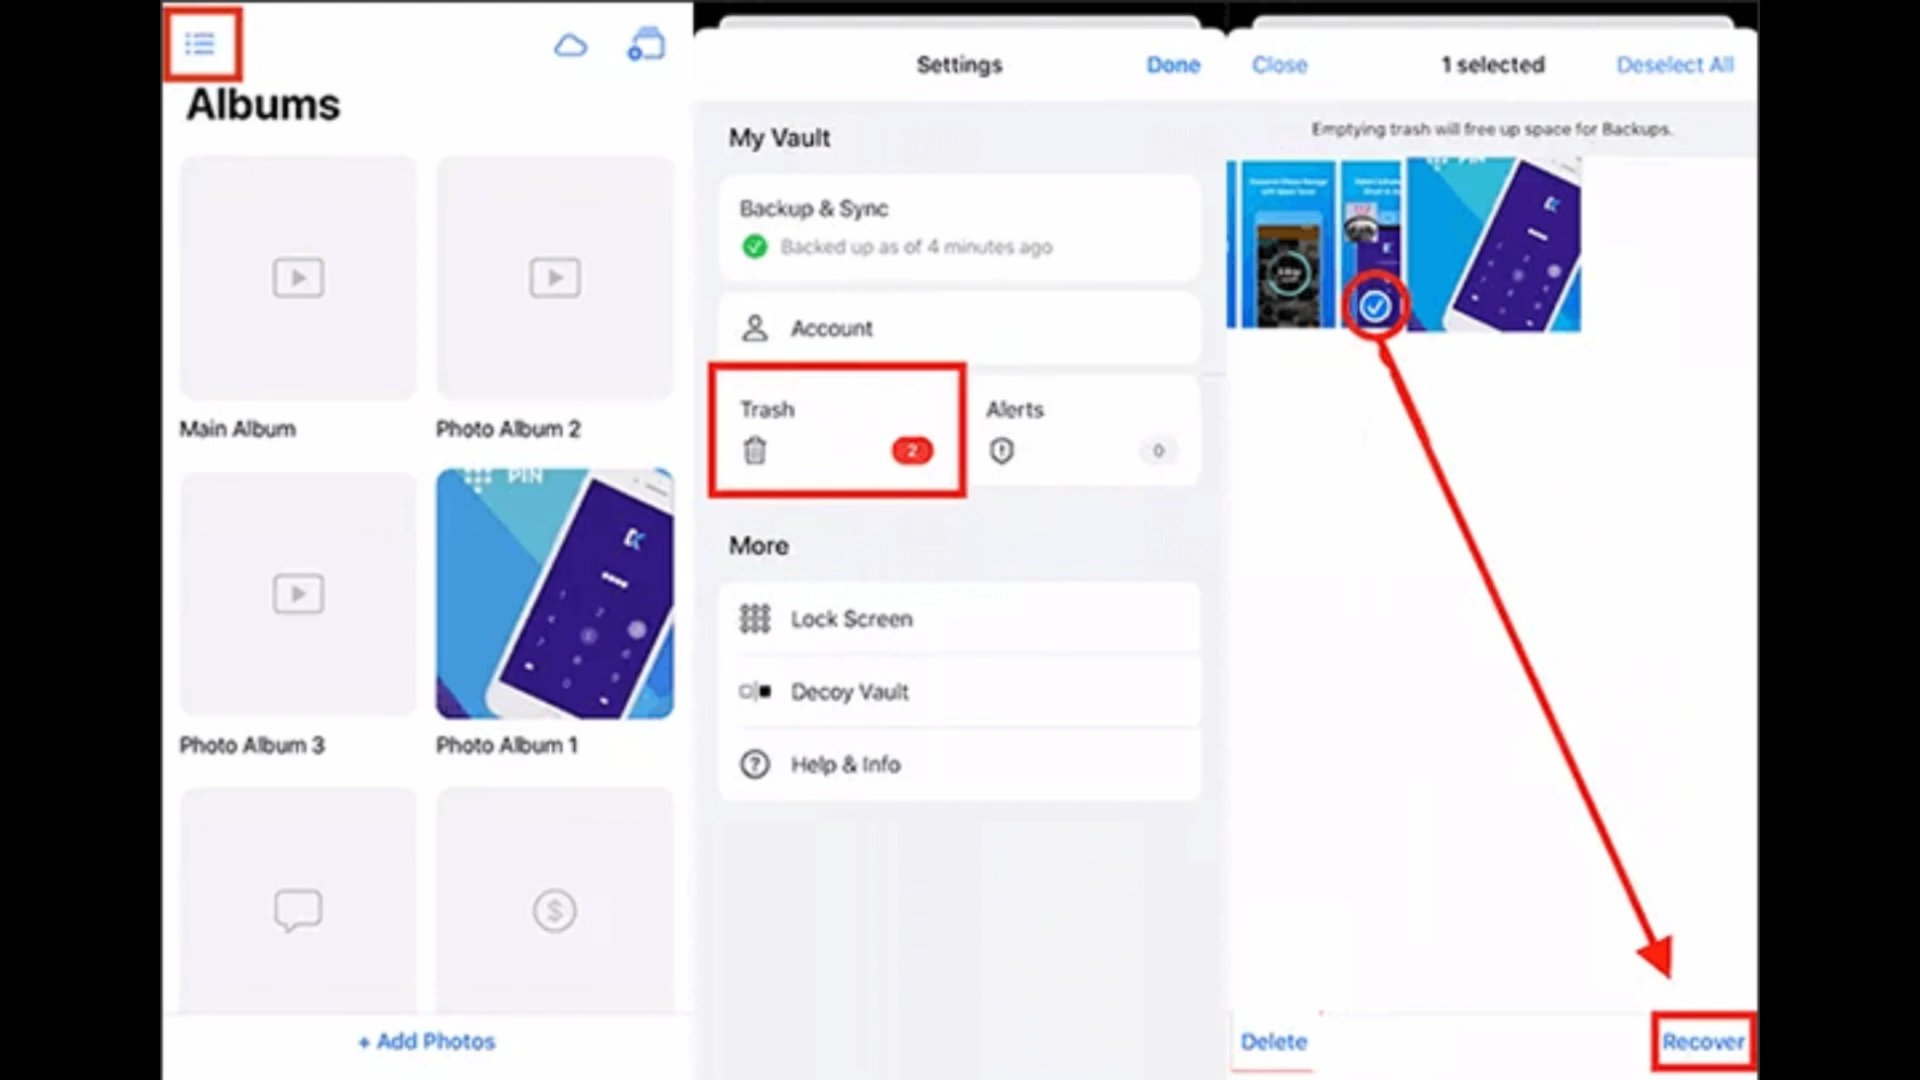 Albums
Main Album
Photo Album 2
PIN
Photo Album 3
Photo Album 1
+ Add Photos
Settings
Done
My Vault
Backup & Sync
Backed up as of 4 minutes ago
Account
Trash
2
Alerts
0
More
Lock Screen
Decoy Vault
Help & Info
Close
1 selected
Deselect All
Emptying trash will free up space for Backups.
PIN
Delete
Recover